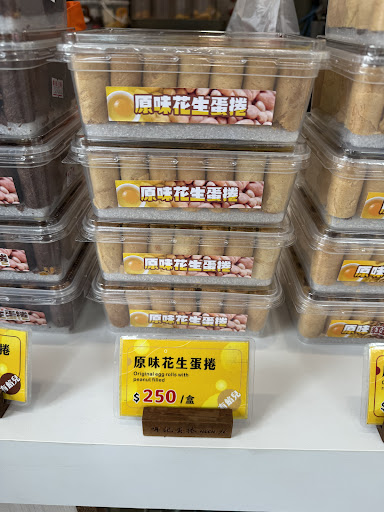 原味花生蛋捲
原味花生蛋捲
原味花生蛋捲
原味花生蛋捲
捲
原味花生蛋捲
Original egg rolls with
peanut filled
$250/盒